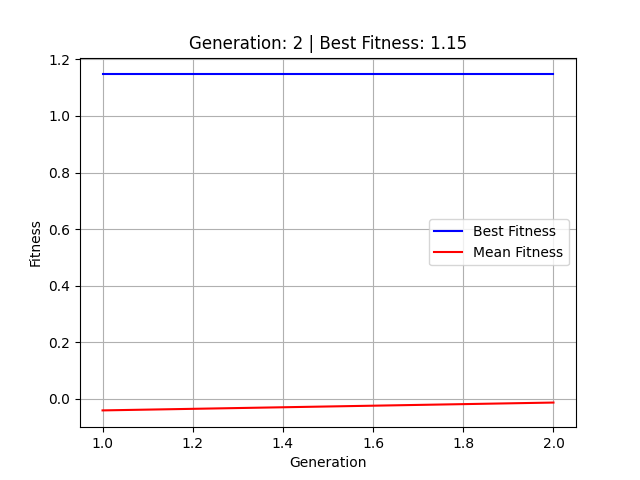 Generation: 2 | Best Fitness: 1.15
1.2
1.0
0.8
0.6
0.4
0.2
0.0
Fitness
Best Fitness
Mean Fitness
1.0 1.2 1.4 1.6 1.8 2.0
Generation